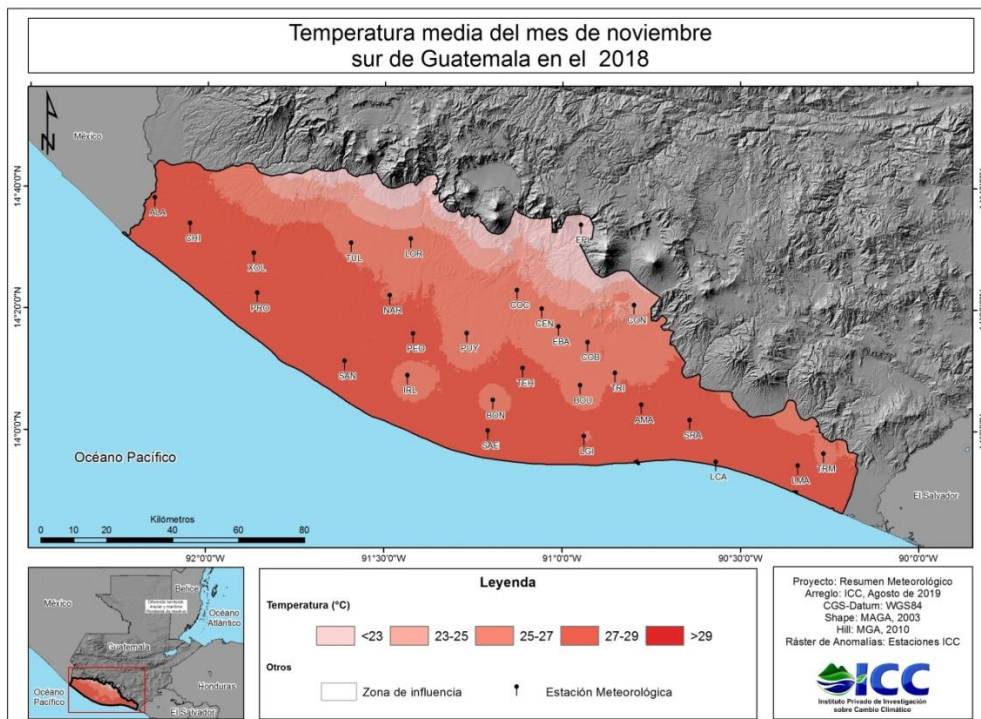 Temperatura media del mes de noviembre
sur de Guatemala en el 2018
México
14°40'N
14°20'N
14°0'N
ALA
CHI
XOL
PRO
TUL
LOR
NAR
PED
PUY
SAN
IRL
BON
SAE
COC
CEN
EBA
COB
CON
EPL
TEH
BOU
TRI
AMA
SRA
LGI
LCA
LMA
TRM
N
Océano Pacífico
El Salvador
Kilómetros
0 10 20 40 60 80
92°0'0"W 91°30'0"W 91°0'0"W 90°30'0"W 90°0'0"W
México
Belice
Océano
Atlántico
Guatemala
Honduras
Océano
Pacífico
El Salvador
Leyenda
Temperatura (°C)
<23 23-25 25-27 27-29 >29
Otros
Zona de influencia Estación Meteorológica
Proyecto: Resumen Meteorológico
Arreglo: ICC, Agosto de 2019
CGS-Datum: WGS84
Shape: MAGA, 2003
Hill: MGA, 2010
Ráster de Anomalías: Estaciones ICC
ICC
Instituto Privado de Investigación
sobre Cambio Climático